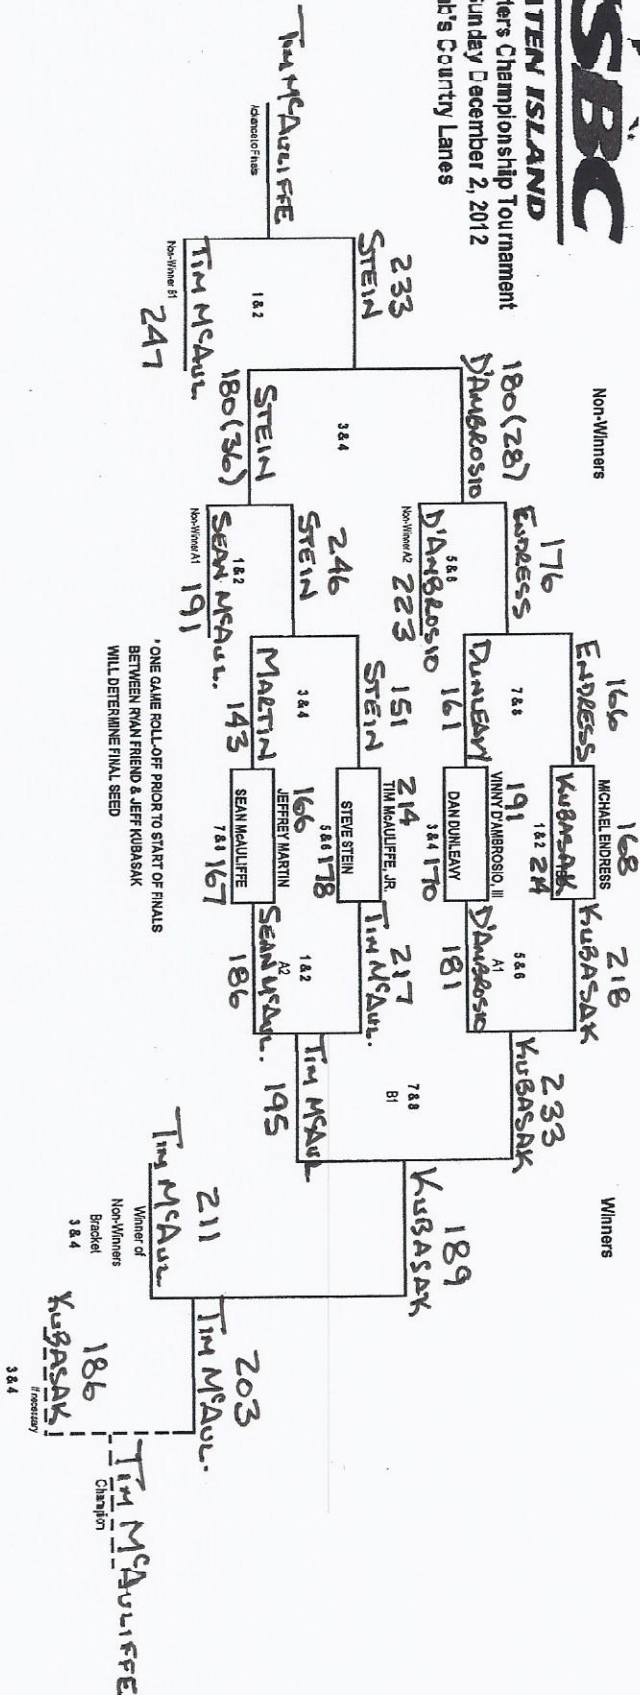 SBC
TEN ISLAND
ters Championship Tournament
unday December 2, 2012
b's Country Lanes
Non-Winners
Winners
TIM MCAULIFFE
Advance to Finals
233
STEIN
1 & 2
TIM MCAUL.
Non-Winner B1
247
180(28)
D'AMBROSIO
3 & 4
STEIN
180(36)
176
ENDRESS
5 & 6
D'AMBROSIO
Non-Winner A2
223
246
STEIN
1 & 2
SEAN MCAUL.
Non-Winner A1
191
166
ENDRESS
7 & 8
DUNLEAVY
161
151
STEIN
3 & 4
MARTIN
143
168
MICHAEL ENDRESS
1 & 2
KUBASAK
214
191
VINNY D'AMBROSIO, III
3 & 4
DAN DUNLEAVY
170
214
TIM McAULIFFE, JR.
5 & 6
STEVE STEIN
178
166
JEFFREY MARTIN
7 & 8
SEAN McAULIFFE
167
218
KUBASAK
5 & 6
A1
D'AMBROSIO
181
217
TIM MCAUL.
1 & 2
A2
SEAN MCAUL.
186
233
KUBASAK
7 & 8
B1
TIM MCAUL
195
189
KUBASAK
211
TIM MCAUL.
Winner of
Non-Winners
Bracket
3 & 4
203
TIM MCAUL.
186
KUBASAK
If necessary
3 & 4
TIM MCAULIFFE
Champion
*ONE GAME ROLL-OFF PRIOR TO START OF FINALS
BETWEEN RYAN FRIEND & JEFF KUBASAK
WILL DETERMINE FINAL SEED